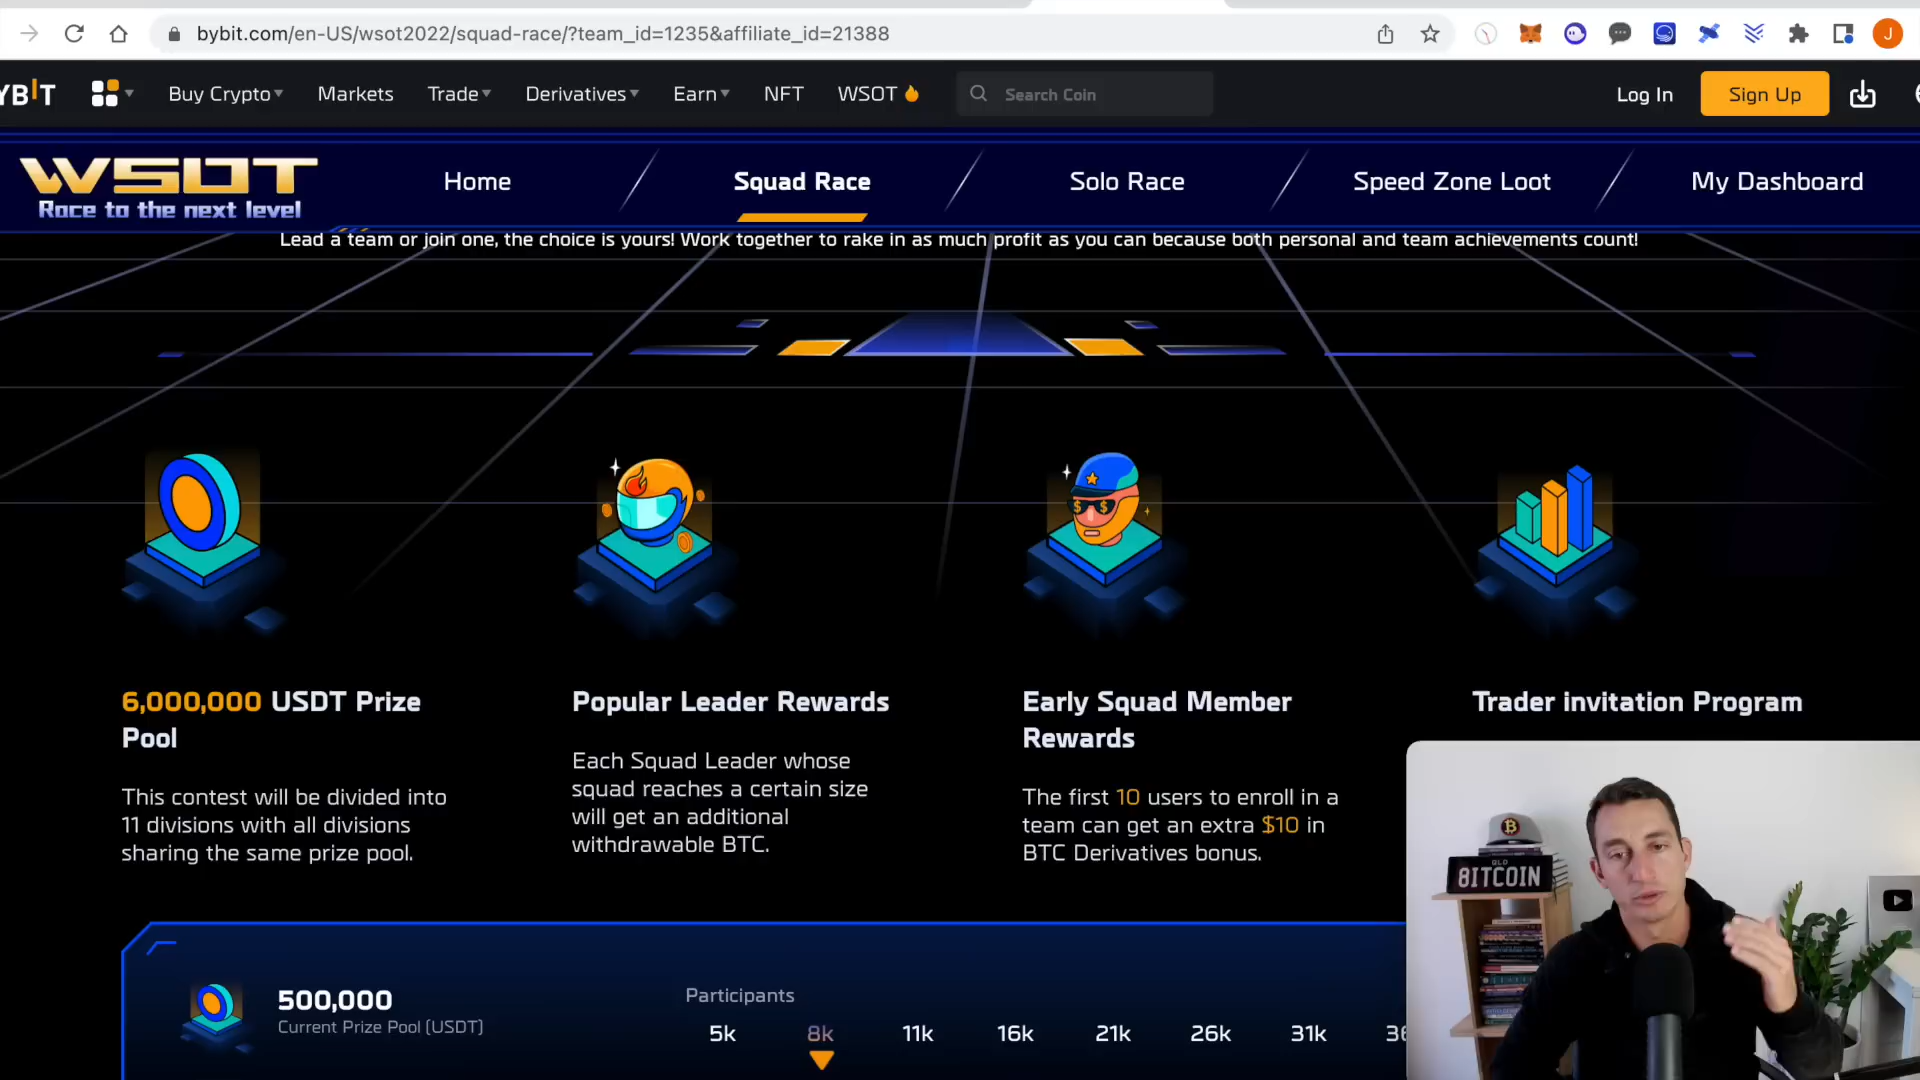 bybit.com/en-US/wsot2022/squad-race/?team_id=1235&affiliate_id=21388
J
YBIT
Buy Crypto
Markets
Trade
Derivatives
Earn
NFT
WSOT
Search Coin
Log In
Sign Up
WSOT
Race to the next level
Home
Squad Race
Solo Race
Speed Zone Loot
My Dashboard
Lead a team or join one, the choice is yours! Work together to rake in as much profit as you can because both personal and team achievements count!
6,000,000 USDT Prize
Pool
This contest will be divided into
11 divisions with all divisions
sharing the same prize pool.
Popular Leader Rewards
Each Squad Leader whose
squad reaches a certain size
will get an additional
withdrawable BTC.
Early Squad Member
Rewards
The first 10 users to enroll in a
team can get an extra $10 in
BTC Derivatives bonus.
Trader invitation Program
500,000
Current Prize Pool (USDT)
Participants
5k
8k
11k
16k
21k
26k
31k
QLD
8ITCOIN